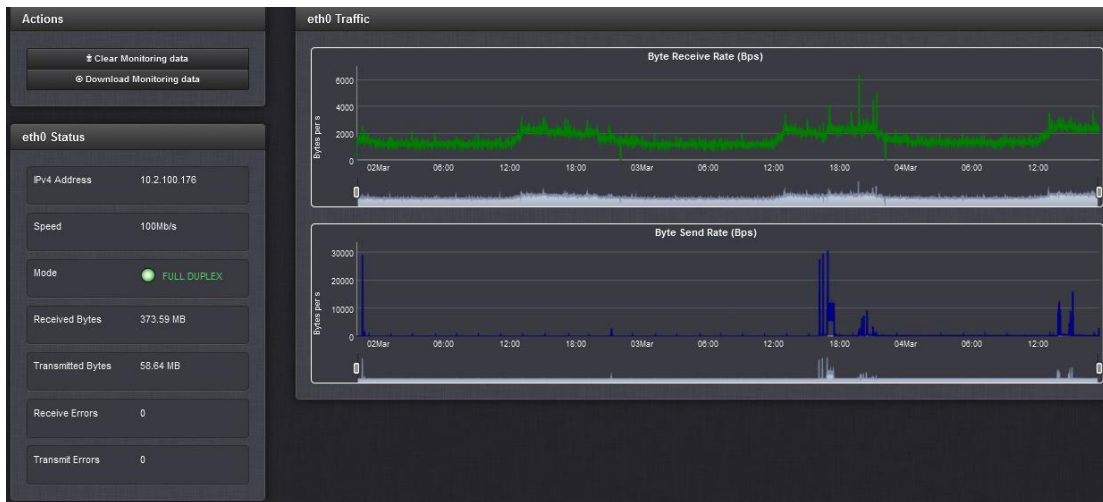 Actions
Clear Monitoring data
Download Monitoring data
eth0 Status
IPv4 Address 10.2.100.176
Speed 100Mb/s
Mode FULL DUPLEX
Received Bytes 373.59 MB
Transmitted Bytes 58.64 MB
Receive Errors 0
Transmit Errors 0
eth0 Traffic
Byte Receive Rate (Bps)
Bytes per s
6000
4000
2000
0
02Mar 06:00 12:00 18:00 03Mar 06:00 12:00 18:00 04Mar 06:00 12:00
Byte Send Rate (Bps)
Bytes per s
30000
20000
10000
0
02Mar 06:00 12:00 18:00 03Mar 06:00 12:00 18:00 04Mar 06:00 12:00